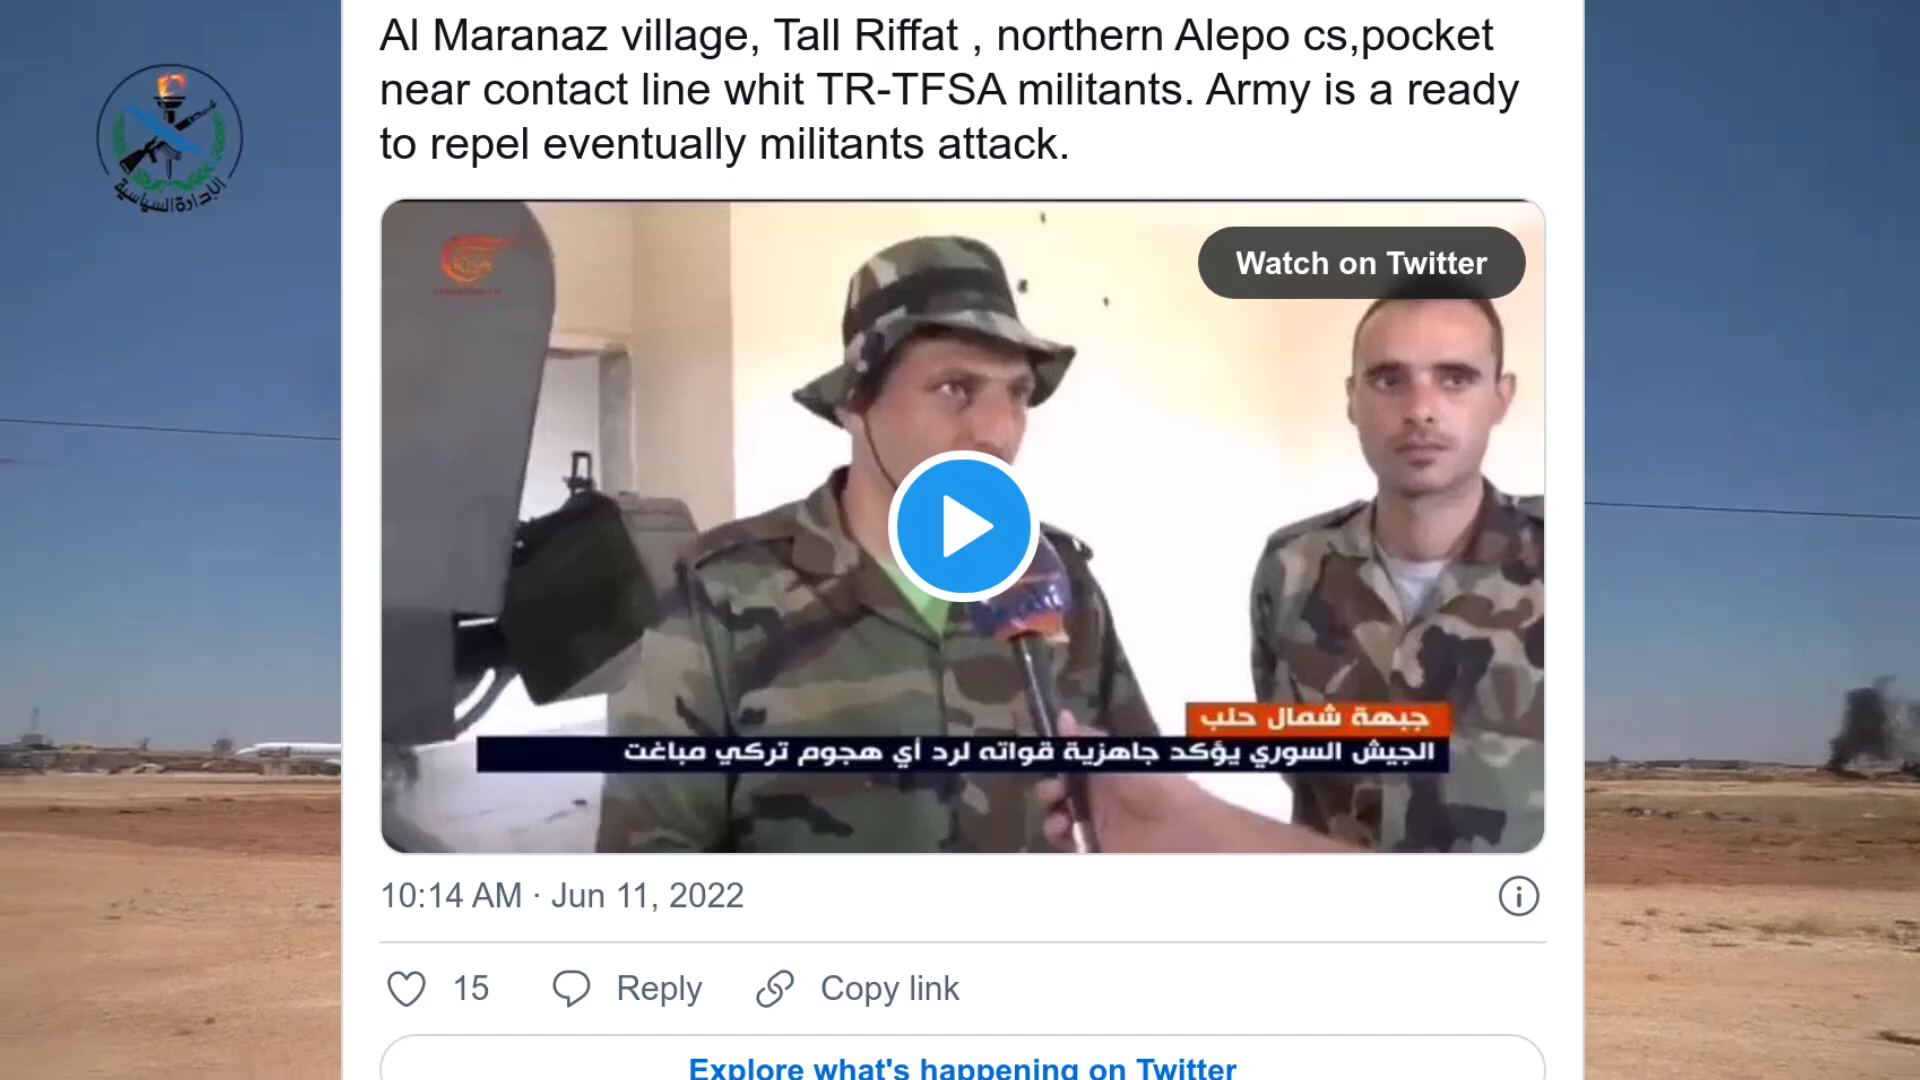 Al Maranaz village, Tall Riffat , northern Alepo cs,pocket
near contact line whit TR-TFSA militants. Army is a ready
to repel eventually militants attack.
الإدارة السياسية
Watch on Twitter
جبهة شمال حلب
الجيش السوري يؤكد جاهزية قواته لرد أي هجوم تركي مباغت
10:14 AM · Jun 11, 2022
15
Reply
Copy link
Explore what's happening on Twitter